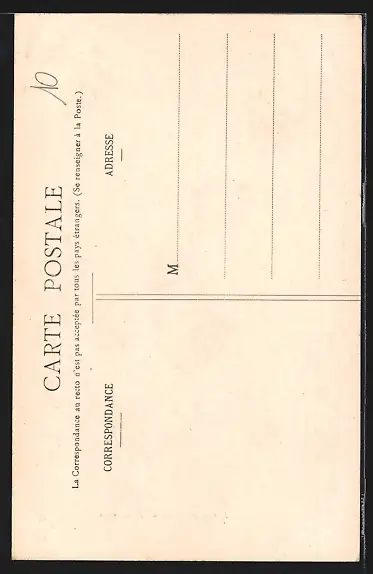 10
CARTE POSTALE
La Correspondance au recto n'est pas acceptée par tous les pays étrangers. (Se renseigner à la Poste.)
CORRESPONDANCE
ADRESSE
M